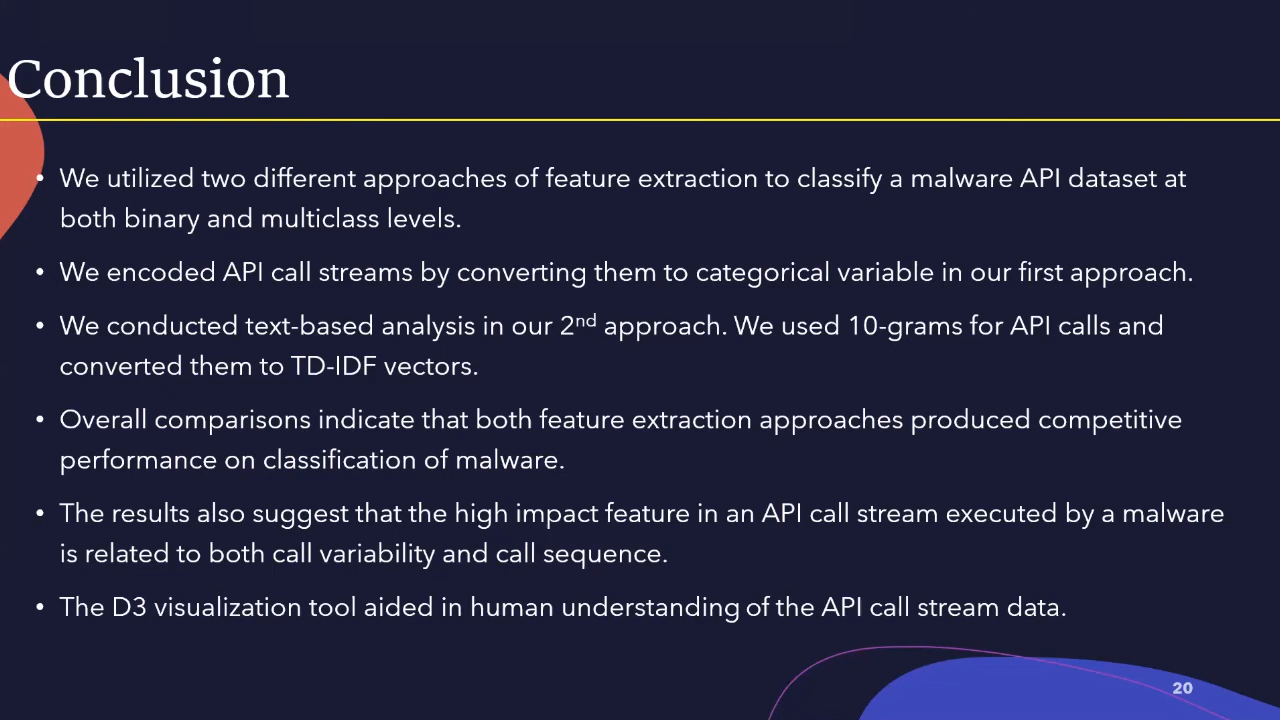 Conclusion
• We utilized two different approaches of feature extraction to classify a malware API dataset at
both binary and multiclass levels.
• We encoded API call streams by converting them to categorical variable in our first approach.
• We conducted text-based analysis in our 2nd approach. We used 10-grams for API calls and
converted them to TD-IDF vectors.
• Overall comparisons indicate that both feature extraction approaches produced competitive
performance on classification of malware.
• The results also suggest that the high impact feature in an API call stream executed by a malware
is related to both call variability and call sequence.
• The D3 visualization tool aided in human understanding of the API call stream data.
20